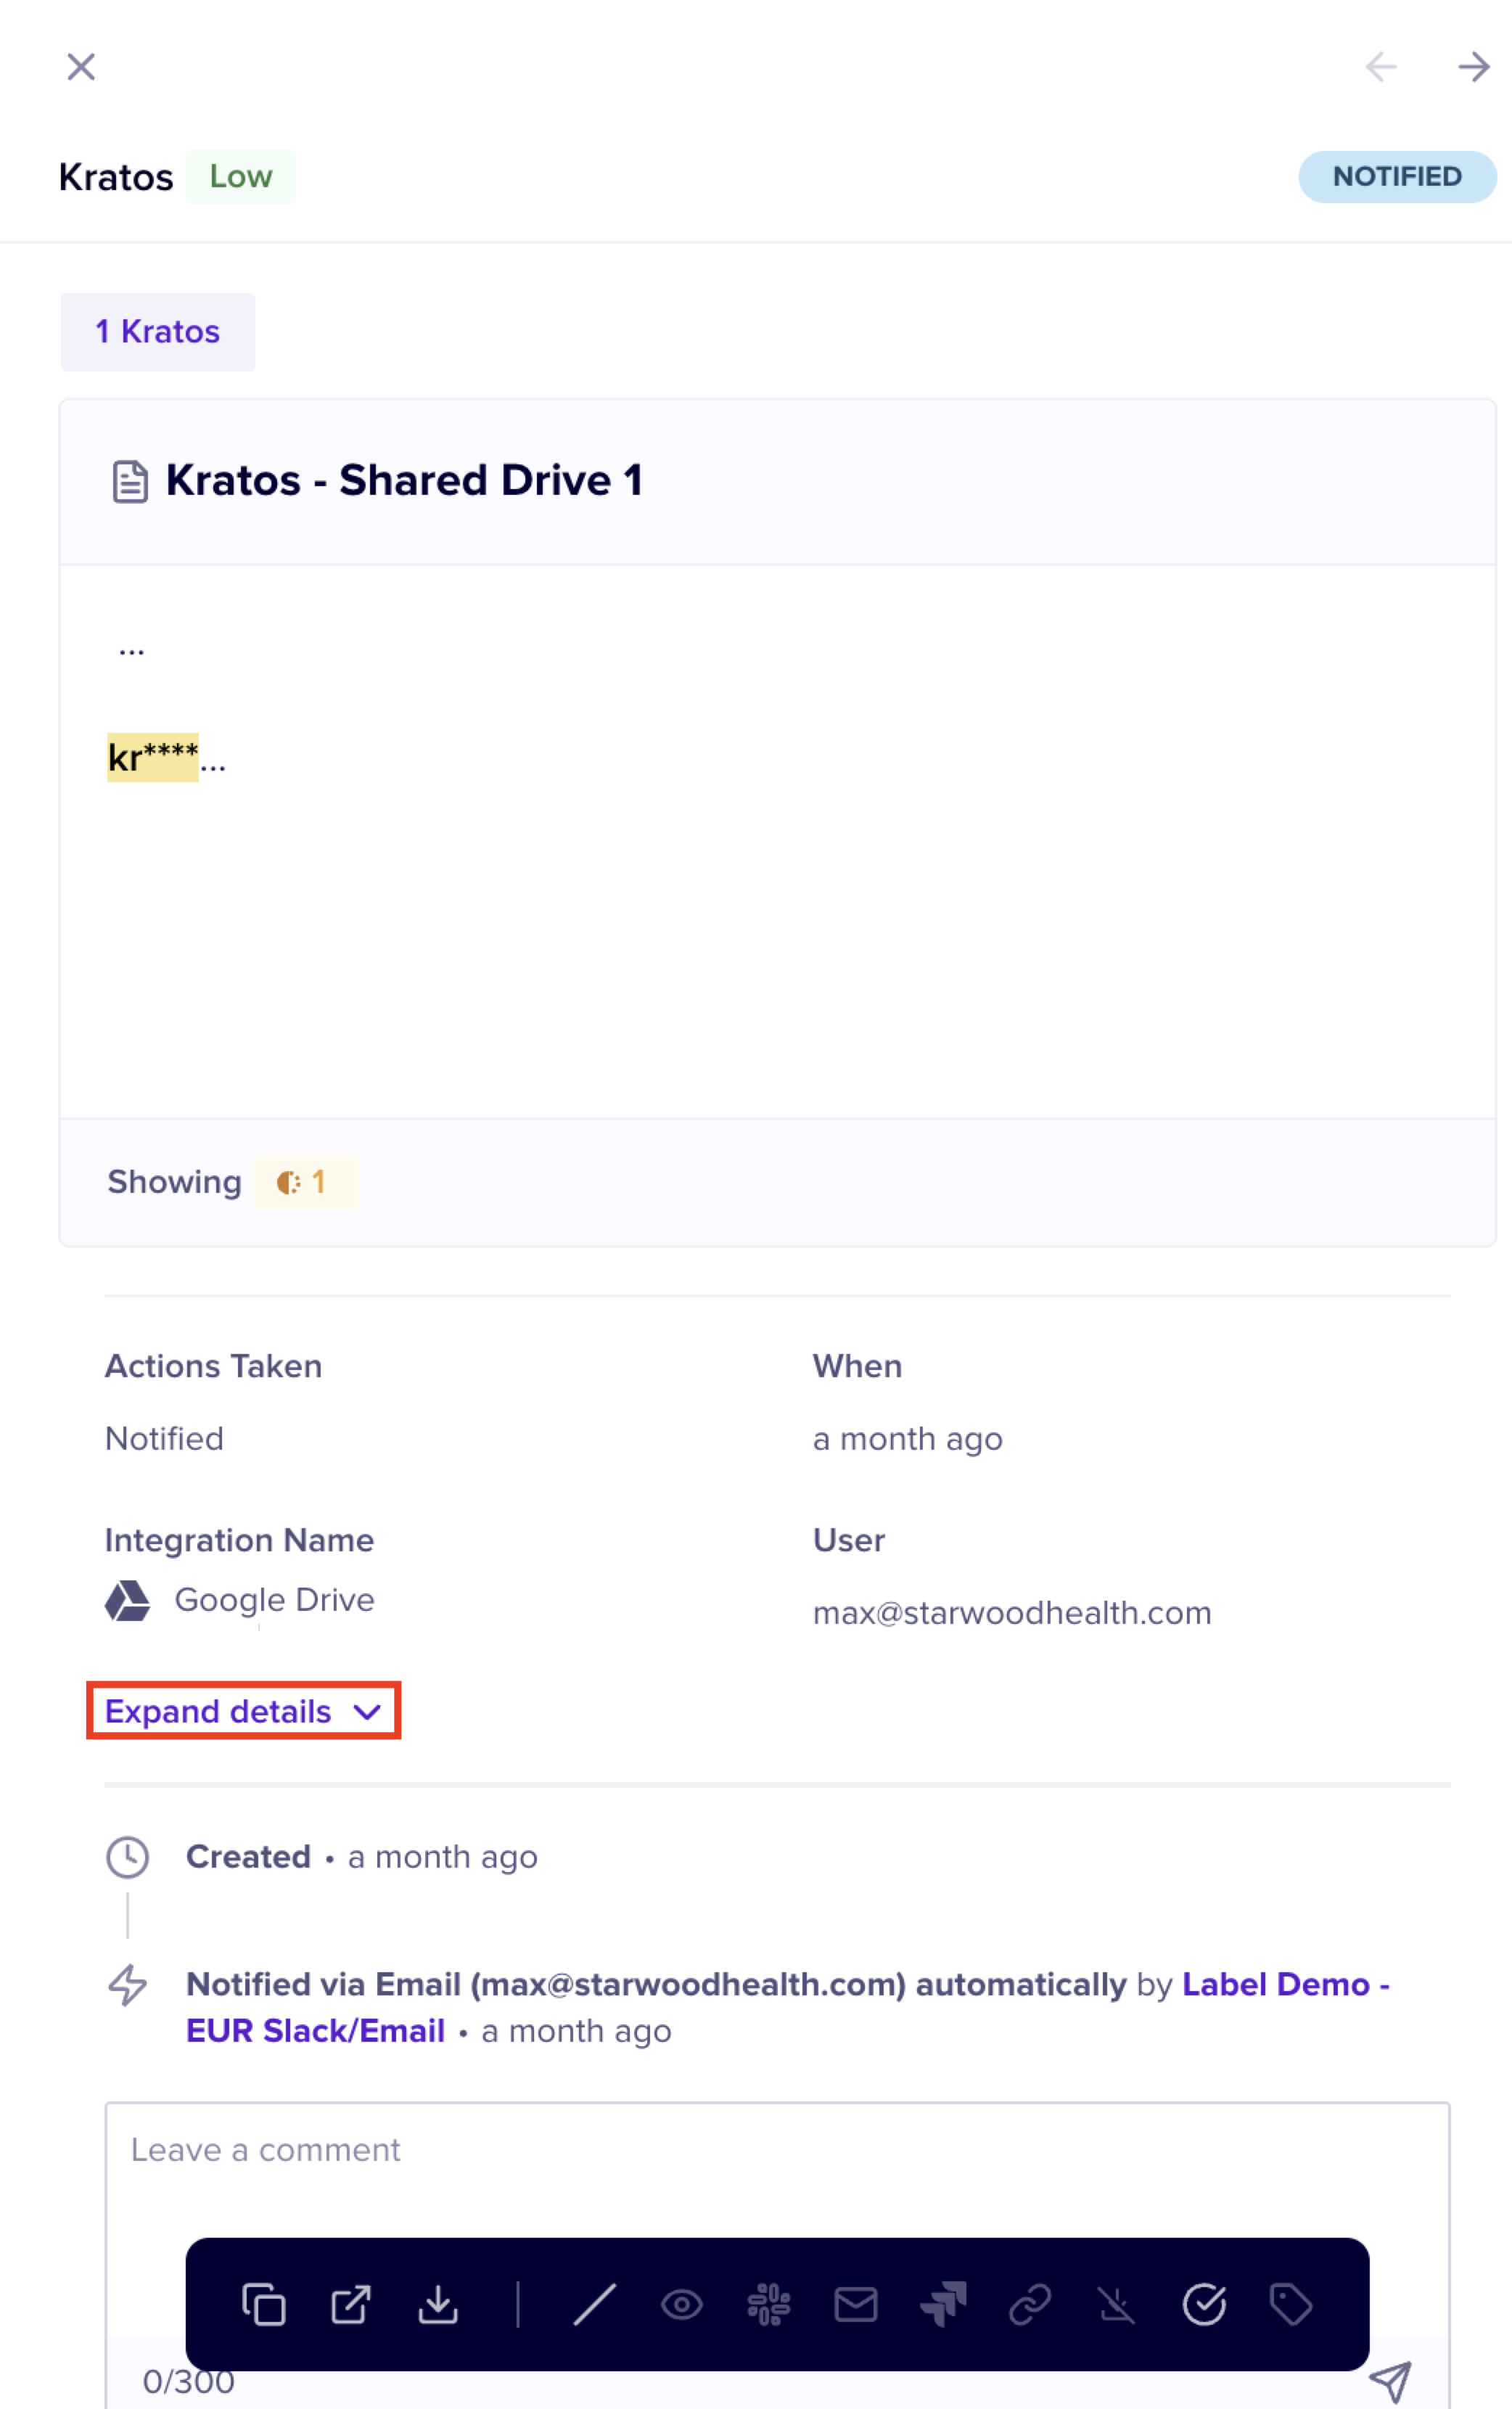 Kratos Low NOTIFIED
1 Kratos
Kratos - Shared Drive 1
...
kr****...
Showing 1
Actions Taken When
Notified a month ago
Integration Name User
Google Drive max@starwoodhealth.com
Expand details
Created • a month ago
Notified via Email (max@starwoodhealth.com) automatically by Label Demo -
EUR Slack/Email • a month ago
Leave a comment
0/300